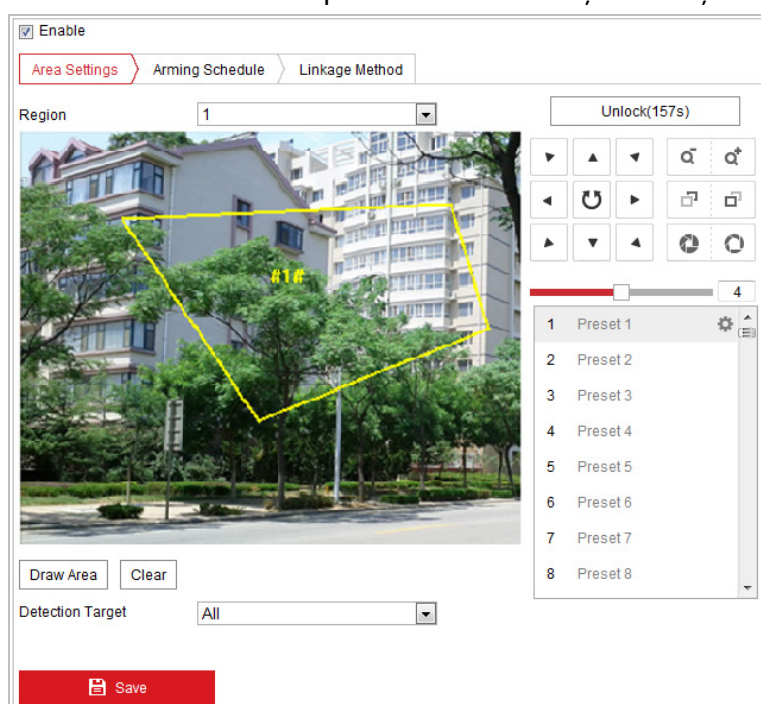 Enable
Area Settings Arming Schedule Linkage Method
Region 1
Unlock(157s)
#1#
4
1 Preset 1
2 Preset 2
3 Preset 3
4 Preset 4
5 Preset 5
6 Preset 6
7 Preset 7
8 Preset 8
Draw Area Clear
Detection Target All
Save